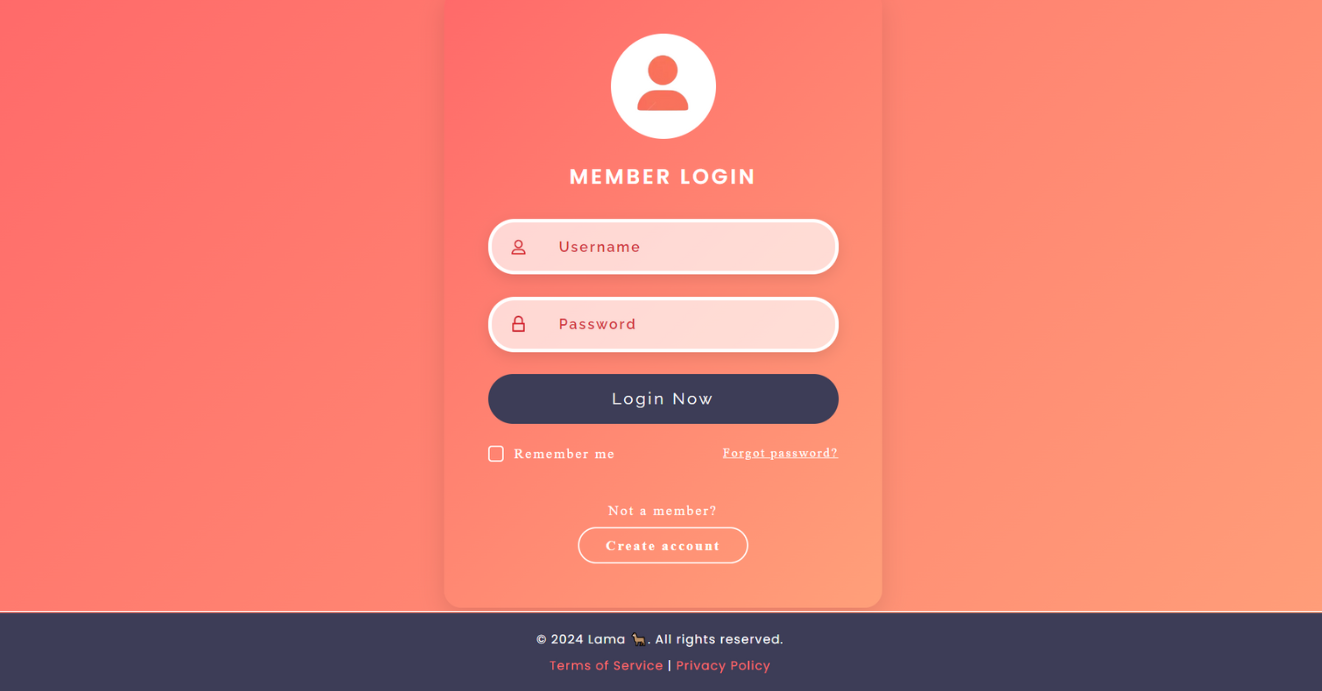 MEMBER LOGIN
Username
Password
Login Now
Remember me
Forgot password?
Not a member?
Create account
© 2024 Lama 🐕. All rights reserved.
Terms of Service | Privacy Policy